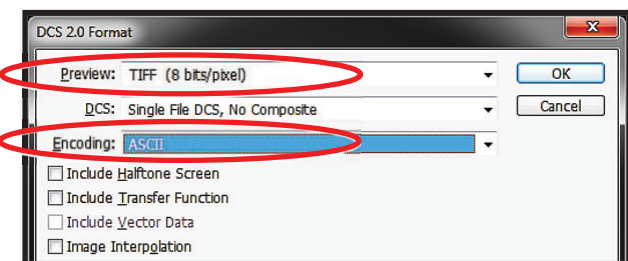 DCS 2.0 Format
Preview: TIFF (8 bits/pixel) OK
DCS: Single File DCS, No Composite Cancel
Encoding: ASCII
Include Halftone Screen
Include Transfer Function
Include Vector Data
Image Interpolation